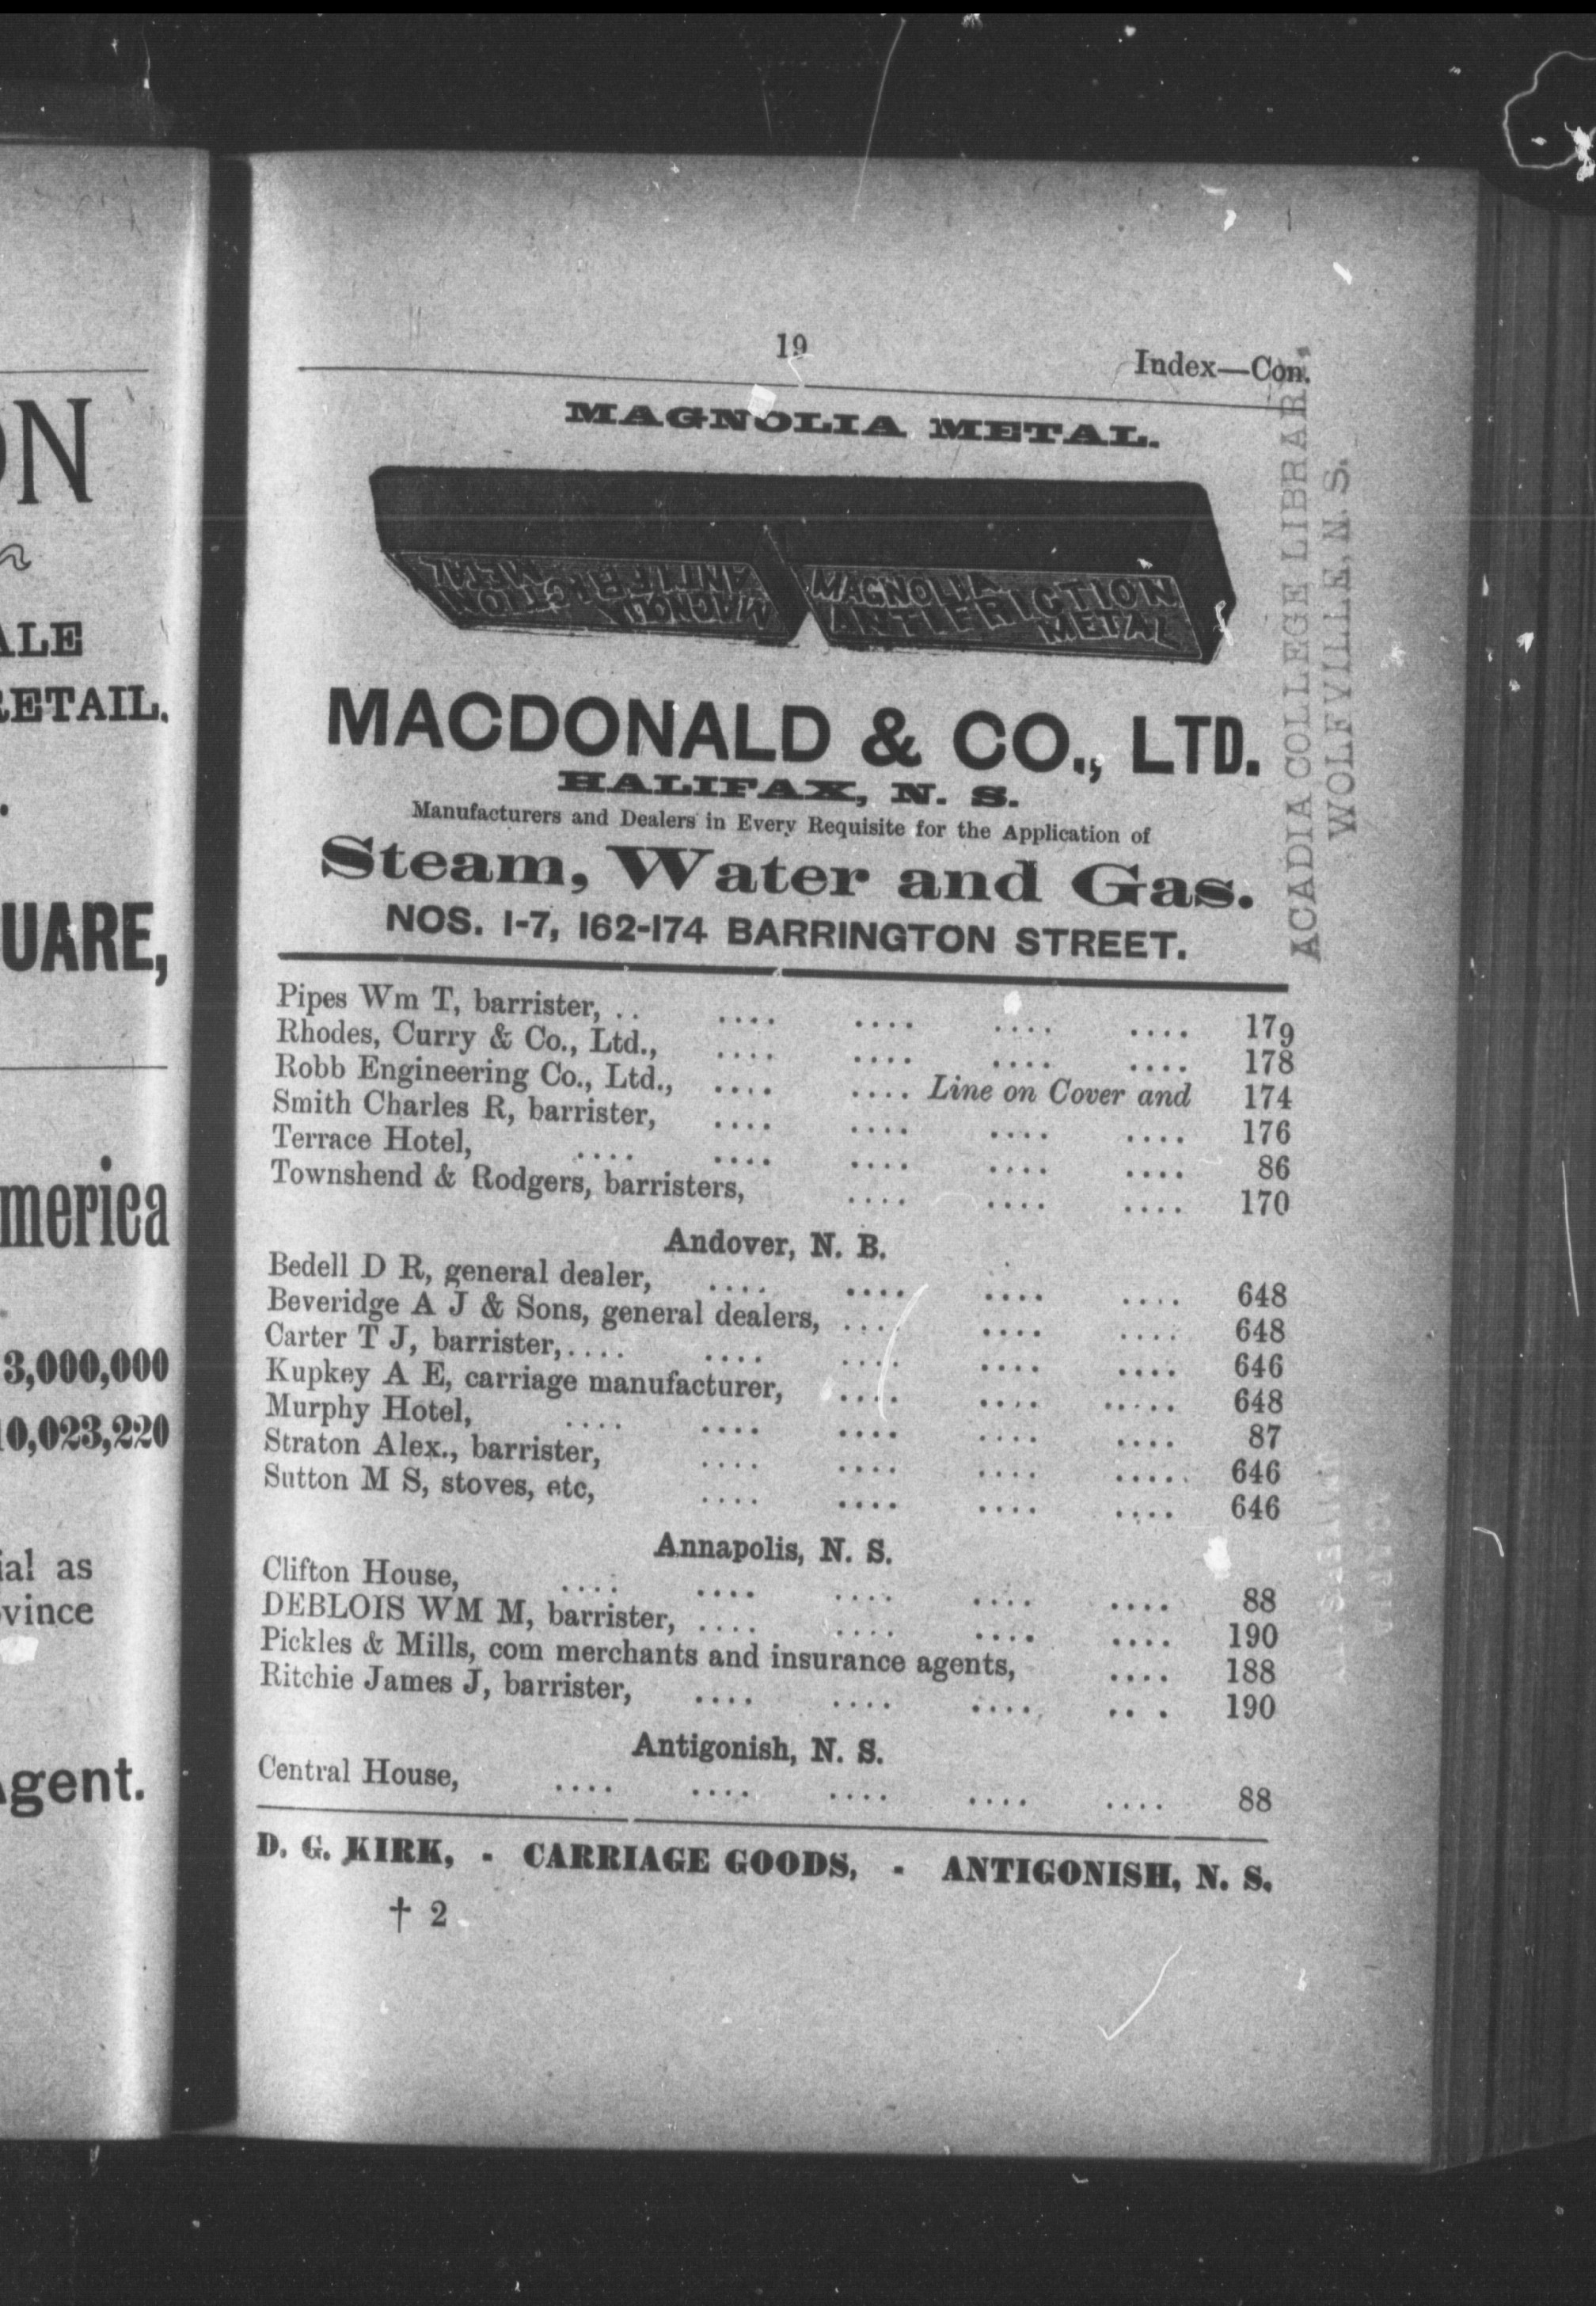 ON
ALE
RETAIL.
UARE,
merica
3,000,000
10,023,220
ial as
vince
Agent.
19
Index—Con.
MAGNOLIA METAL.
MAGNOLIA
ANTIFRICTION
METAL
MAGNOLIA
ANTIFRICTION
METAL
MACDONALD & CO., LTD.
HALIFAX, N. S.
Manufacturers and Dealers in Every Requisite for the Application of
Steam, Water and Gas.
NOS. 1-7, 162-174 BARRINGTON STREET.
Pipes Wm T, barrister, .. .... .... .... .... 179
Rhodes, Curry & Co., Ltd., .... .... .... .... 178
Robb Engineering Co., Ltd., .... .... Line on Cover and 174
Smith Charles R, barrister, .... .... .... .... 176
Terrace Hotel, .... .... .... .... .... 86
Townshend & Rodgers, barristers, .... .... .... 170
Andover, N. B.
Bedell D R, general dealer, .... .... .... .... 648
Beveridge A J & Sons, general dealers, ... .... .... 648
Carter T J, barrister,.... .... .... .... .... 646
Kupkey A E, carriage manufacturer, .... .... ..... 648
Murphy Hotel, .... .... .... .... .... 87
Straton Alex., barrister, .... .... .... ..... 646
Sutton M S, stoves, etc, .... .... .... .... 646
Annapolis, N. S.
Clifton House, .... .... .... .... .... 88
DEBLOIS WM M, barrister, .... .... .... .... 190
Pickles & Mills, com merchants and insurance agents, .... 188
Ritchie James J, barrister, .... .... .... .. . 190
Antigonish, N. S.
Central House, .... .... .... .... .... 88
D. G. KIRK, - CARRIAGE GOODS, - ANTIGONISH, N. S.
† 2
ACADIA COLLEGE LIBRARY,
WOLFVILLE, N. S.